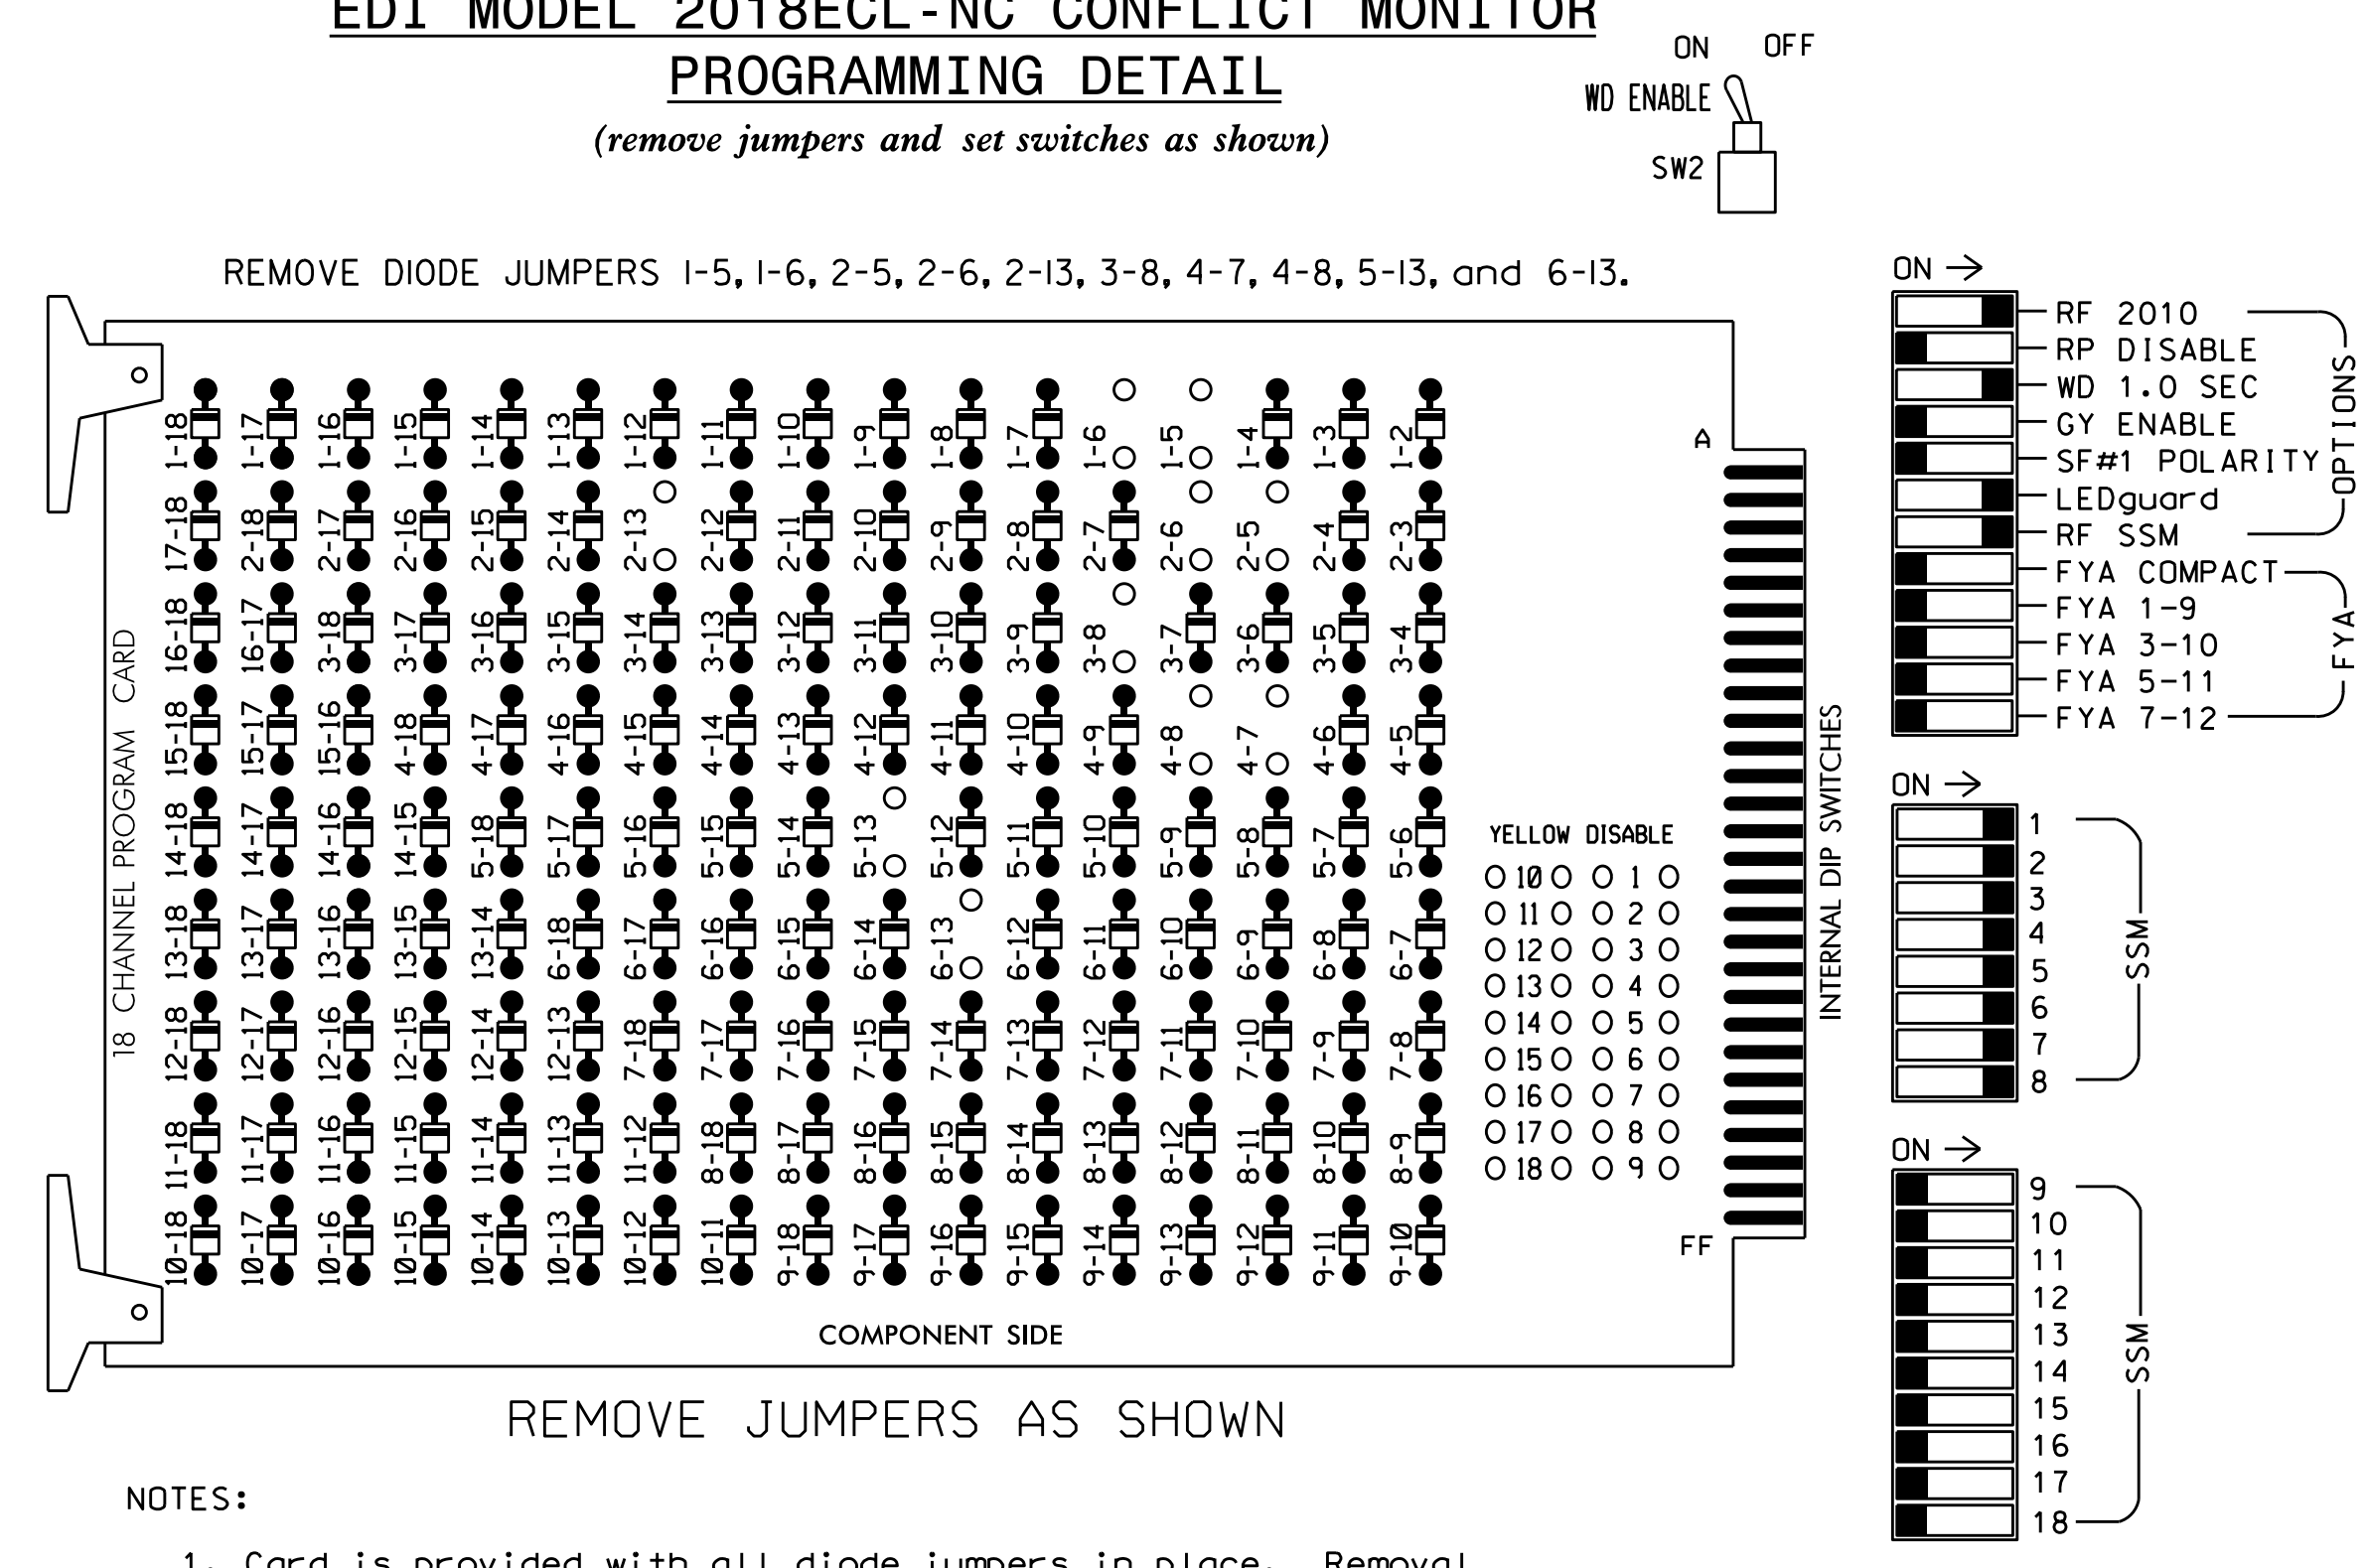 EDI MODEL 2018ECL-NC CONFLICT MONITOR
PROGRAMMING DETAIL
(remove jumpers and set switches as shown)
ON OFF
WD ENABLE
SW2
REMOVE DIODE JUMPERS 1-5, 1-6, 2-5, 2-6, 2-13, 3-8, 4-7, 4-8, 5-13, and 6-13.
18 CHANNEL PROGRAM CARD
1-18 1-17 1-16 1-15 1-14 1-13 1-12 1-11 1-10 1-9 1-8 1-7 1-6 1-5 1-4 1-3 1-2
17-18 2-18 2-17 2-16 2-15 2-14 2-13 2-12 2-11 2-10 2-9 2-8 2-7 2-6 2-5 2-4 2-3
16-18 16-17 3-18 3-17 3-16 3-15 3-14 3-13 3-12 3-11 3-10 3-9 3-8 3-7 3-6 3-5 3-4
15-18 15-17 15-16 4-18 4-17 4-16 4-15 4-14 4-13 4-12 4-11 4-10 4-9 4-8 4-7 4-6 4-5
14-18 14-17 14-16 14-15 5-18 5-17 5-16 5-15 5-14 5-13 5-12 5-11 5-10 5-9 5-8 5-7 5-6
13-18 13-17 13-16 13-15 13-14 6-18 6-17 6-16 6-15 6-14 6-13 6-12 6-11 6-10 6-9 6-8 6-7
12-18 12-17 12-16 12-15 12-14 12-13 7-18 7-17 7-16 7-15 7-14 7-13 7-12 7-11 7-10 7-9 7-8
11-18 11-17 11-16 11-15 11-14 11-13 11-12 8-18 8-17 8-16 8-15 8-14 8-13 8-12 8-11 8-10 8-9
10-18 10-17 10-16 10-15 10-14 10-13 10-12 10-11 9-18 9-17 9-16 9-15 9-14 9-13 9-12 9-11 9-10
YELLOW DISABLE
10 1
11 2
12 3
13 4
14 5
15 6
16 7
17 8
18 9
A
FF
COMPONENT SIDE
INTERNAL DIP SWITCHES
ON →
RF 2010
RP DISABLE
WD 1.0 SEC
GY ENABLE
SF#1 POLARITY
LEDguard
RF SSM
OPTIONS
FYA COMPACT
FYA 1-9
FYA 3-10
FYA 5-11
FYA 7-12
FYA
ON →
1
2
3
4
5
6
7
8
SSM
ON →
9
10
11
12
13
14
15
16
17
18
SSM
REMOVE JUMPERS AS SHOWN
NOTES:
1. Card is provided with all diode jumpers in place. Removal